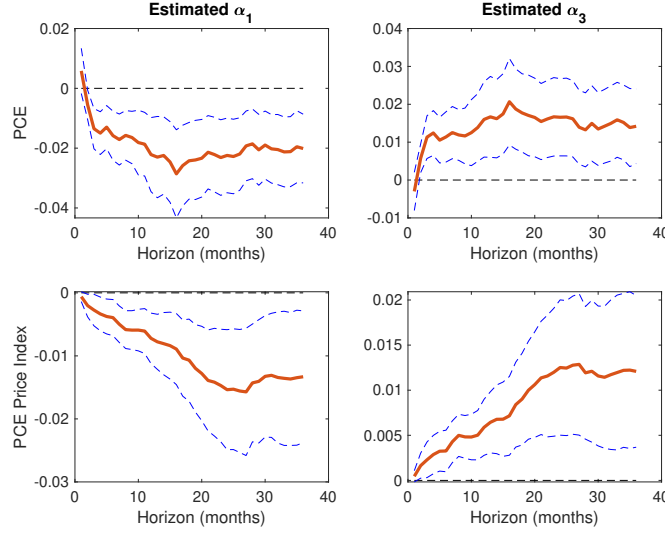 Estimated α1
Estimated α3
PCE
0.02
0
-0.02
-0.04
0 10 20 30 40
Horizon (months)
0.04
0.03
0.02
0.01
0
-0.01
0 10 20 30 40
Horizon (months)
PCE Price Index
0
-0.01
-0.02
-0.03
0 10 20 30 40
Horizon (months)
0.02
0.015
0.01
0.005
0
0 10 20 30 40
Horizon (months)